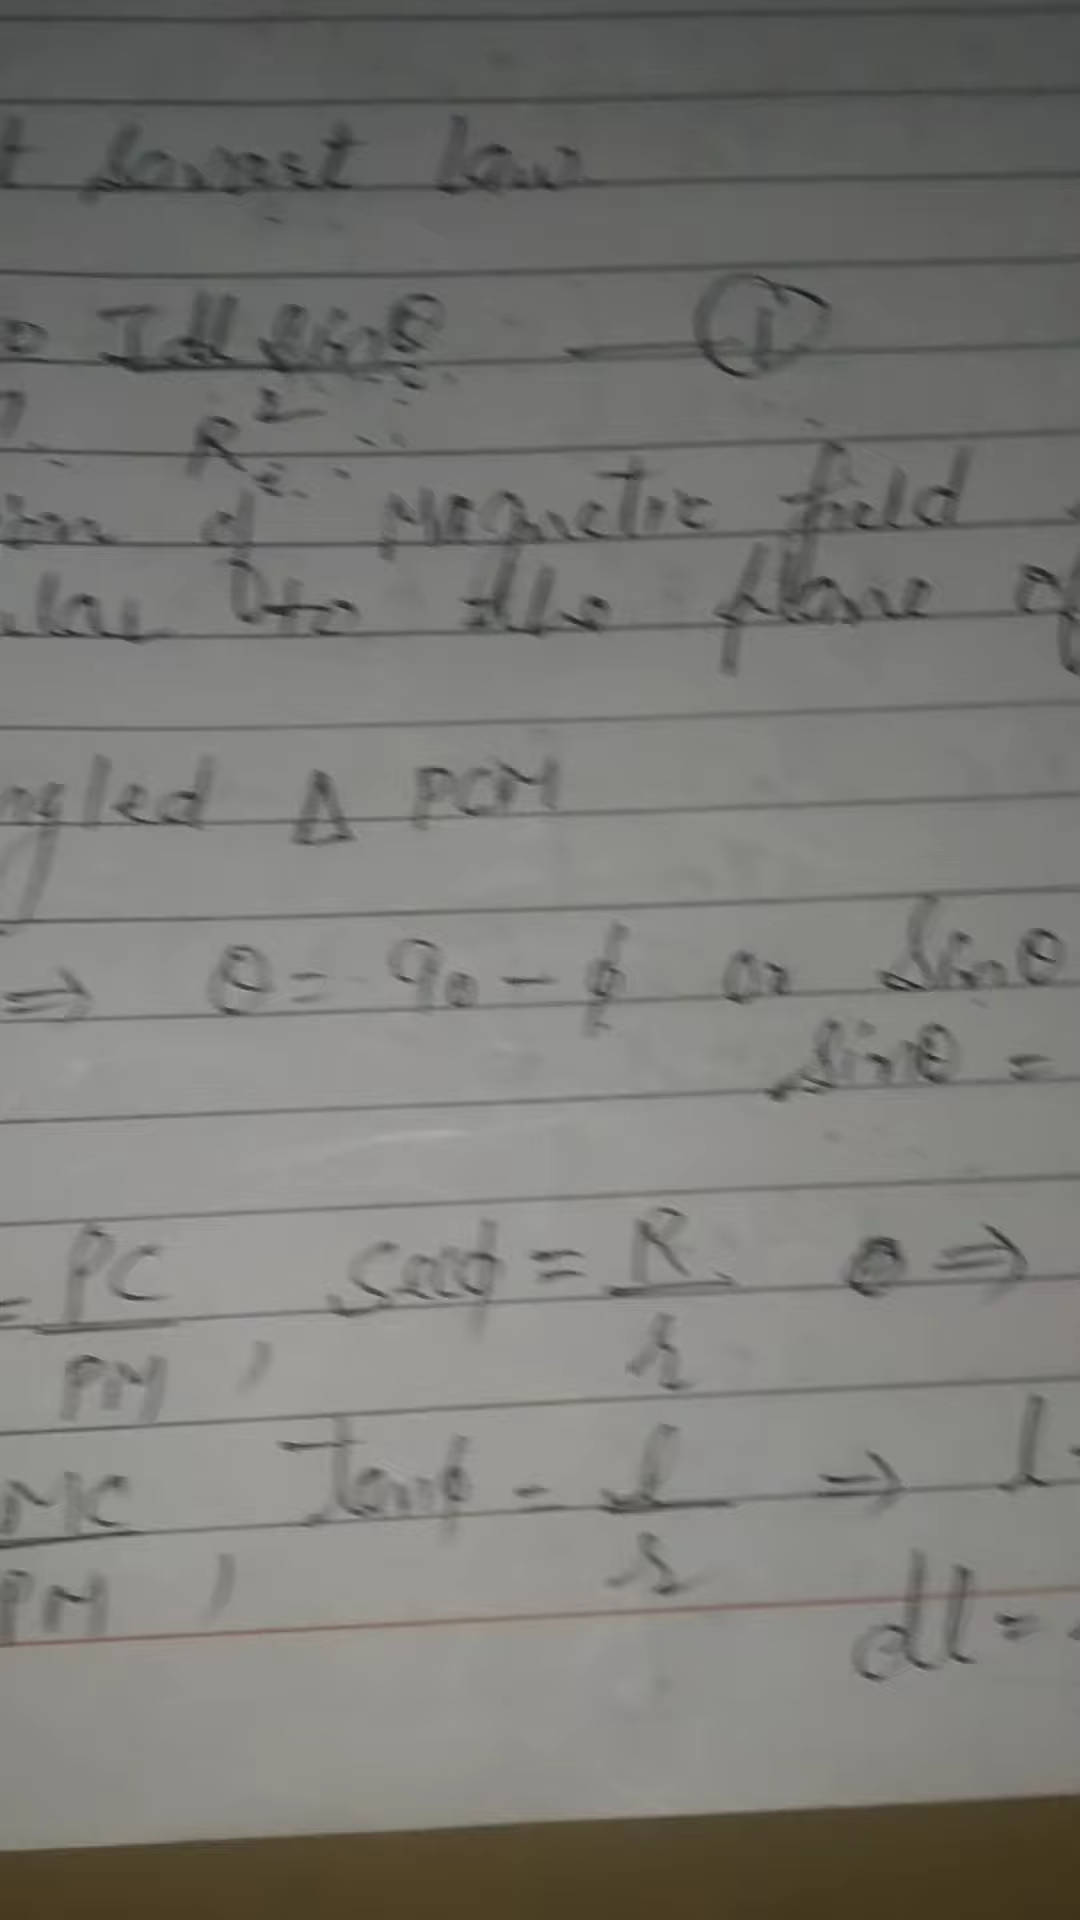 t Savart Law
Idl Sinθ — ①
R²
of Magnetic field
to the plane of
ngled Δ PCM
⇒ θ = 90 - ϕ or Sinθ
Sinθ =
= PC/PM , Secϕ = R/r ⇒
MC/PM , Tanϕ = l/r ⇒ l
dl =